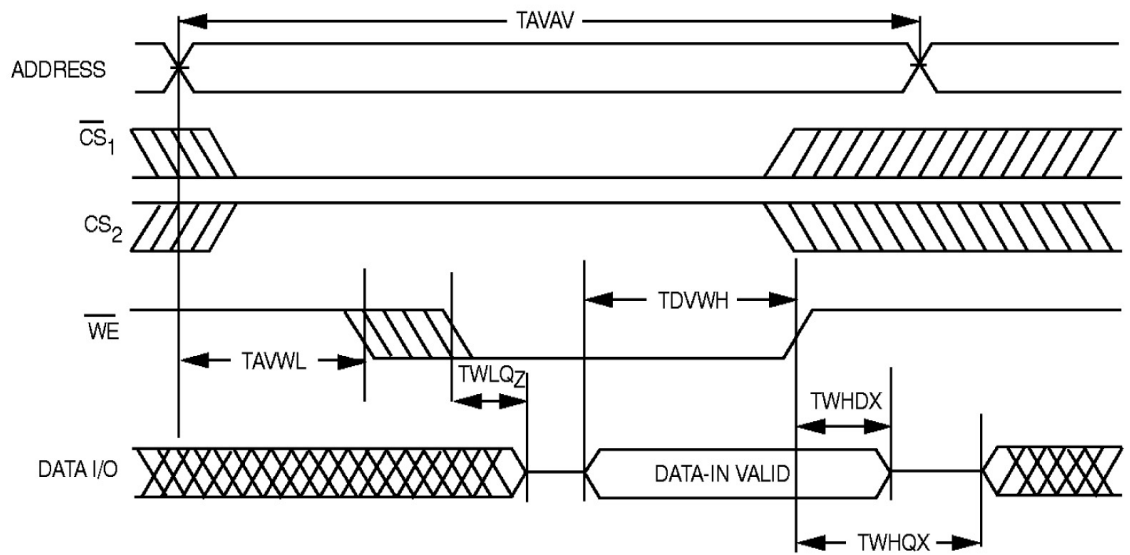 TAVAV
ADDRESS
CS1
CS2
TDVWH
WE
TAVWL
TWLQZ
TWHDX
DATA I/O
DATA-IN VALID
TWHQX